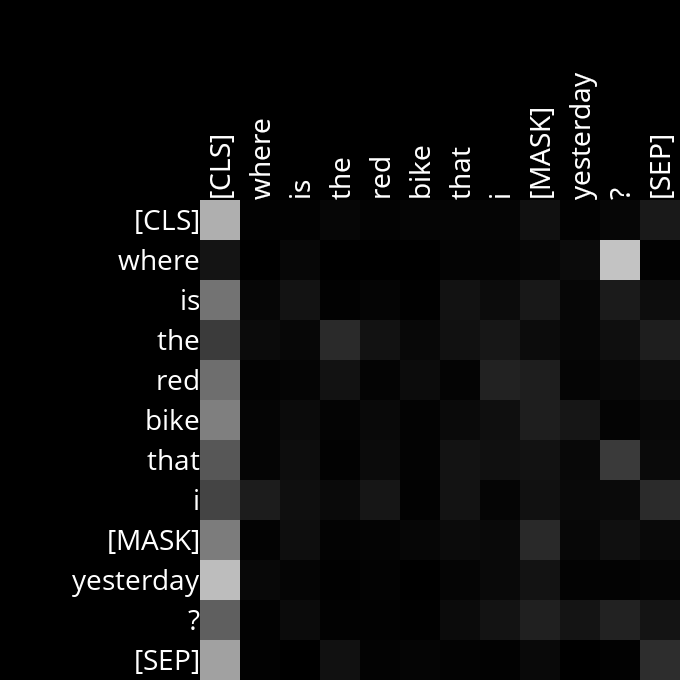 [CLS] where is the red bike that i [MASK] yesterday ? [SEP]
[CLS]
where
is
the
red
bike
that
i
[MASK]
yesterday
?
[SEP]